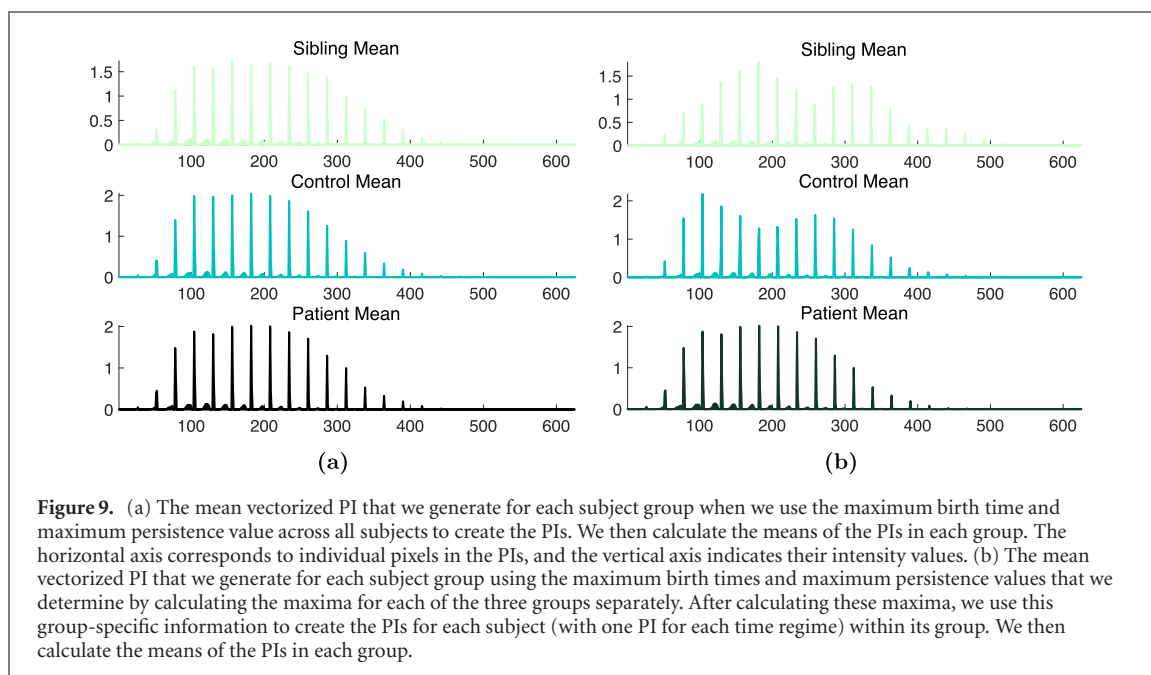 Sibling Mean
1.5
1
0.5
0
100 200 300 400 500 600
Control Mean
2
1
0
100 200 300 400 500 600
Patient Mean
2
1
0
100 200 300 400 500 600
(a)
Sibling Mean
1.5
1
0.5
0
100 200 300 400 500 600
Control Mean
2
1
0
100 200 300 400 500 600
Patient Mean
2
1
0
100 200 300 400 500 600
(b)
Figure 9. (a) The mean vectorized PI that we generate for each subject group when we use the maximum birth time and
maximum persistence value across all subjects to create the PIs. We then calculate the means of the PIs in each group. The
horizontal axis corresponds to individual pixels in the PIs, and the vertical axis indicates their intensity values. (b) The mean
vectorized PI that we generate for each subject group using the maximum birth times and maximum persistence values that we
determine by calculating the maxima for each of the three groups separately. After calculating these maxima, we use this
group-specific information to create the PIs for each subject (with one PI for each time regime) within its group. We then
calculate the means of the PIs in each group.